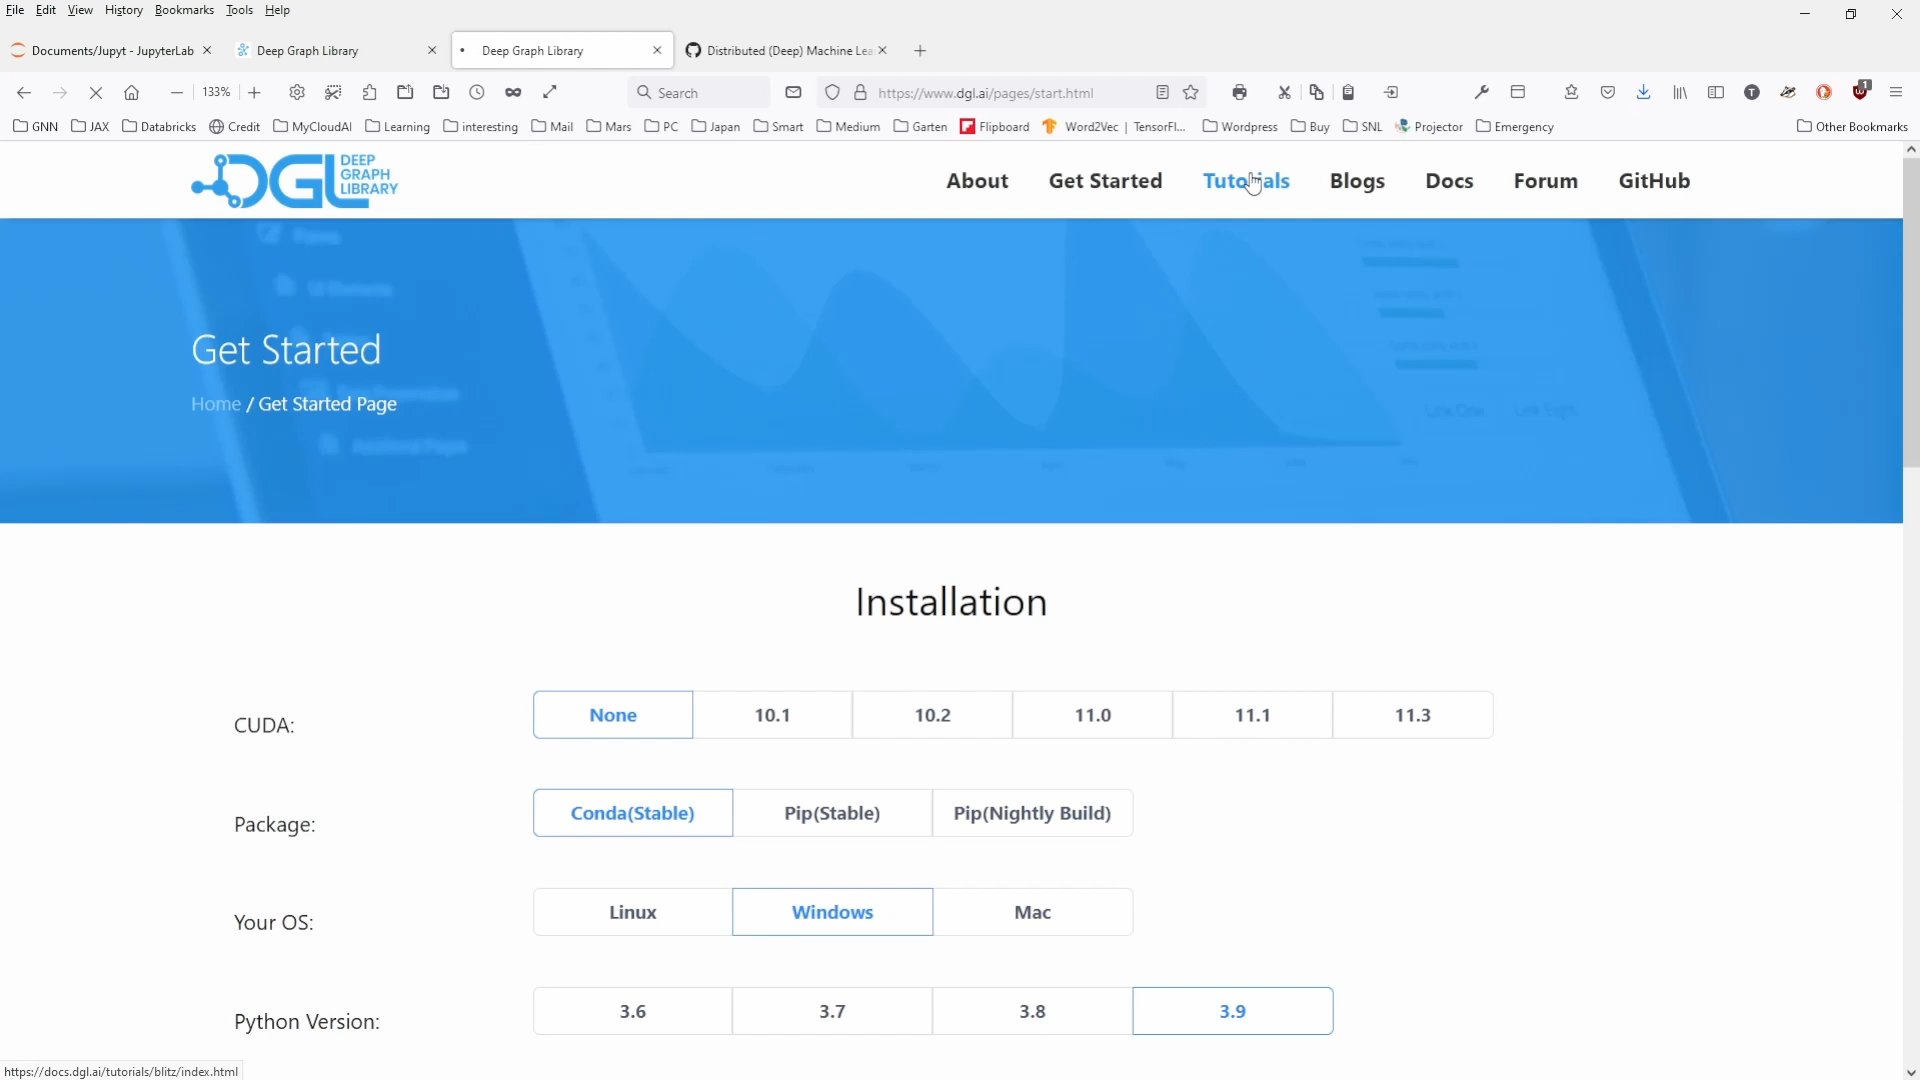 File Edit View History Bookmarks Tools Help
Documents/Jupyt - JupyterLab
Deep Graph Library
Deep Graph Library
Distributed (Deep) Machine Lea
133%
Search
https://www.dgl.ai/pages/start.html
1
GNN JAX Databricks Credit MyCloudAI Learning interesting Mail Mars PC Japan Smart Medium Garten Flipboard Word2Vec | TensorFl... Wordpress Buy SNL Projector Emergency Other Bookmarks
DGL DEEP GRAPH LIBRARY
About Get Started Tutorials Blogs Docs Forum GitHub
Get Started
Home / Get Started Page
Installation
CUDA: None 10.1 10.2 11.0 11.1 11.3
Package: Conda(Stable) Pip(Stable) Pip(Nightly Build)
Your OS: Linux Windows Mac
Python Version: 3.6 3.7 3.8 3.9
https://docs.dgl.ai/tutorials/blitz/index.html